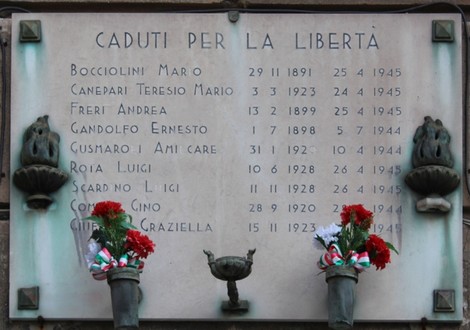 CADUTI PER LA LIBERTÀ
BOCCIOLINI MARIO 29 11 1891 25 4 1945
CANEPARI TERESIO MARIO 3 3 1923 24 4 1945
FRERI ANDREA 13 2 1899 25 4 1945
GANDOLFO ERNESTO 1 7 1898 5 7 1944
GUSMARO I AMICARE 31 1 10 4 1944
ROIA LUIGI 10 6 1928 26 4 1945
SCARDINO LUIGI 11 11 1928 26 4 1945
GINO 28 9 1920 1944
GRAZIELLA 15 11 1923 1945